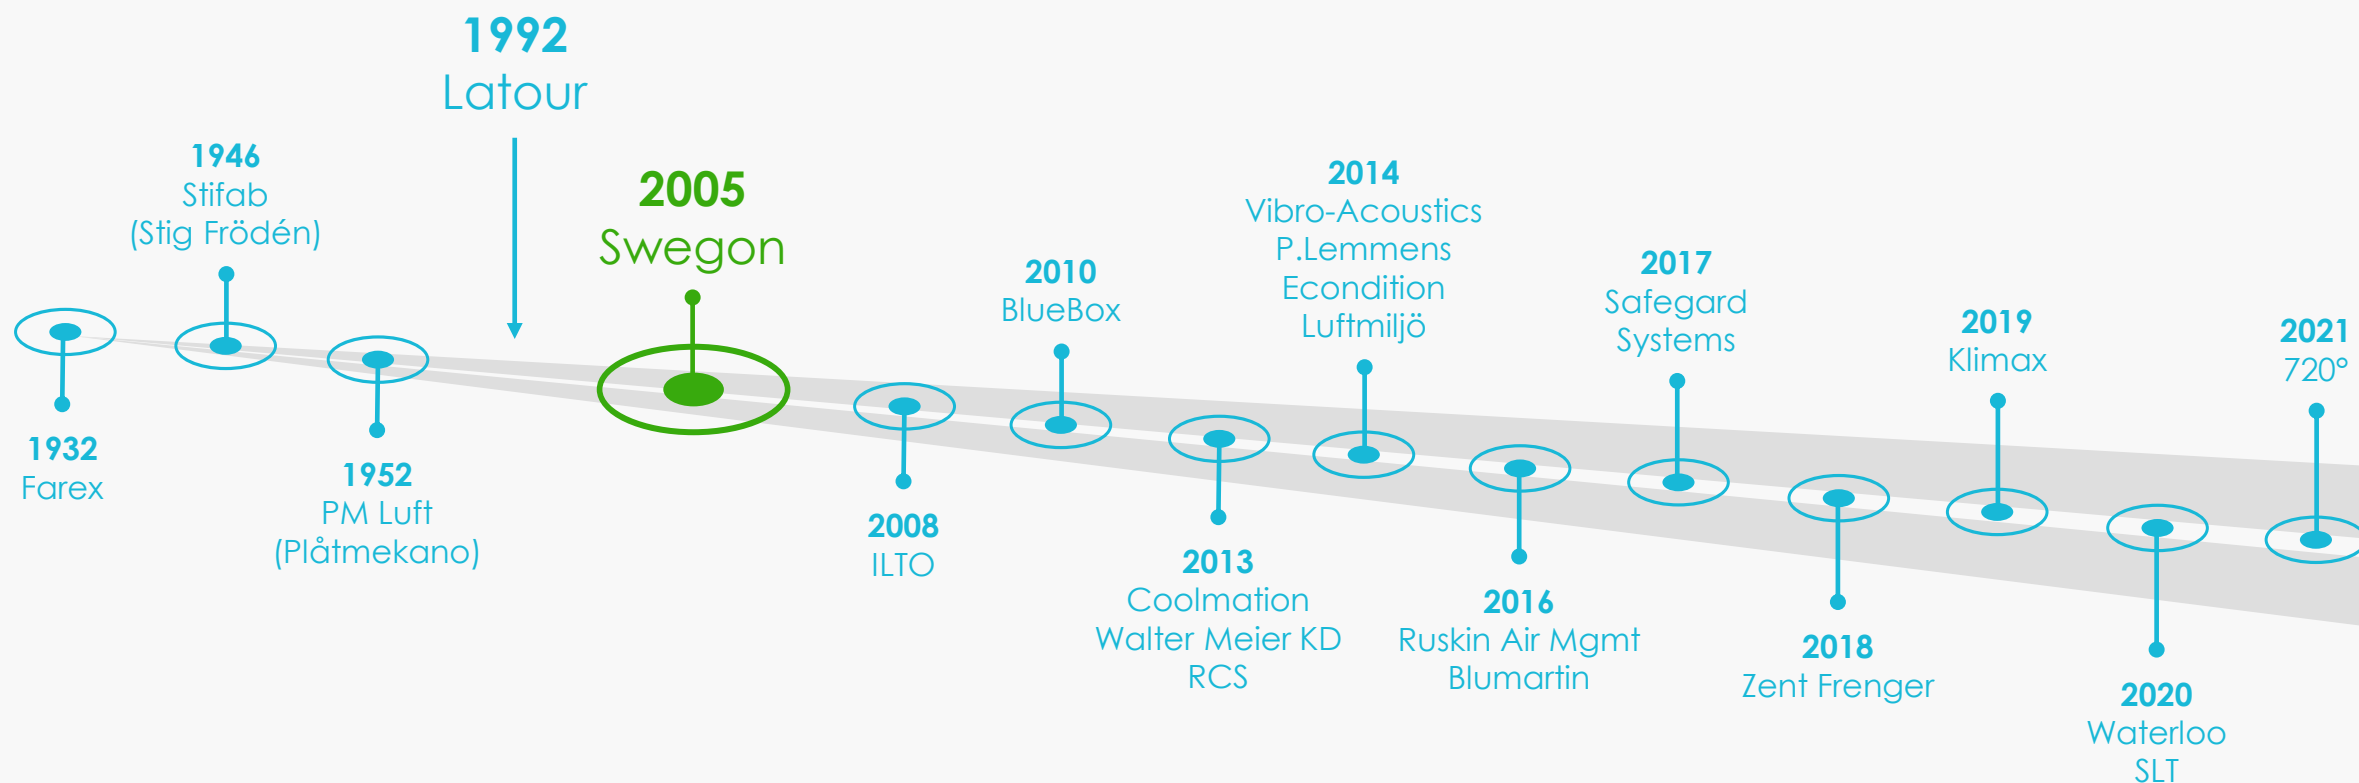 1932
Farex
1946
Stifab
(Stig Frödén)
1952
PM Luft
(Plåtmekano)
1992
Latour
2005
Swegon
2008
ILTO
2010
BlueBox
2013
Coolmation
Walter Meier KD
RCS
2014
Vibro-Acoustics
P.Lemmens
Econdition
Luftmiljö
2016
Ruskin Air Mgmt
Blumartin
2017
Safegard
Systems
2018
Zent Frenger
2019
Klimax
2020
Waterloo
SLT
2021
720°